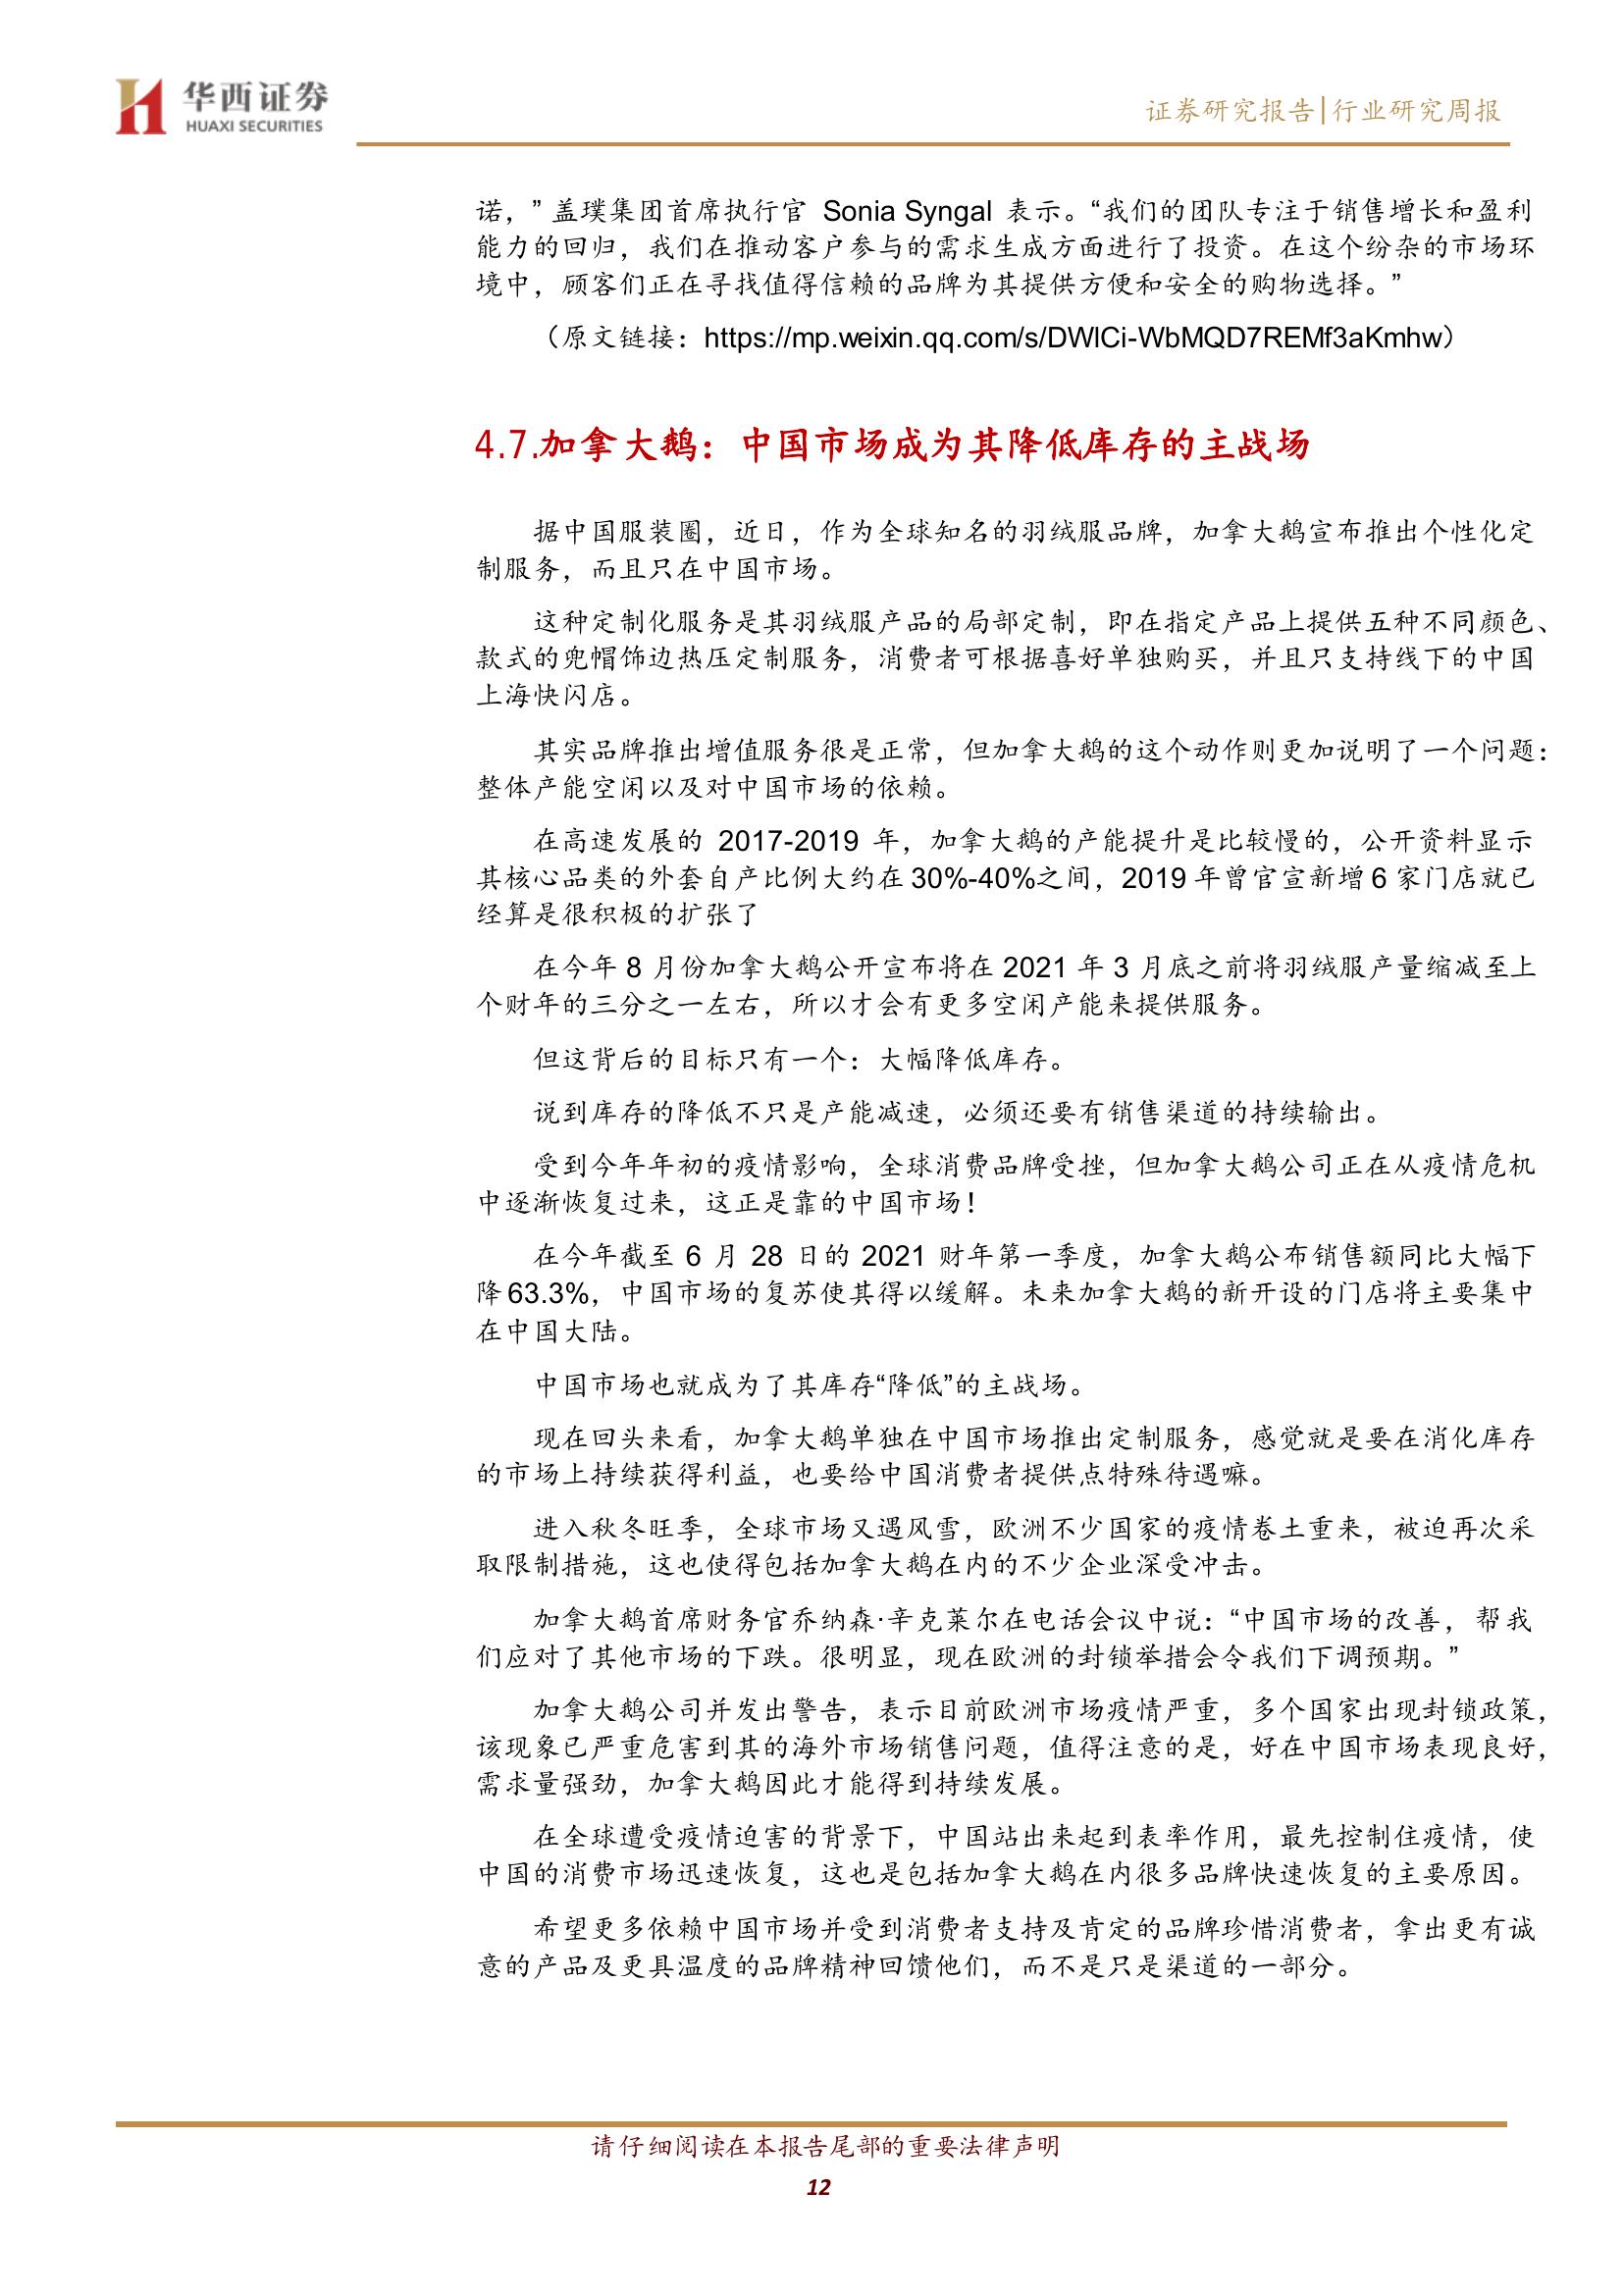 华西证券
HUAXI SECURITIES
证券研究报告|行业研究周报
诺，” 盖璞集团首席执行官 Sonia Syngal 表示。“我们的团队专注于销售增长和盈利
能力的回归，我们在推动客户参与的需求生成方面进行了投资。在这个纷杂的市场环
境中，顾客们正在寻找值得信赖的品牌为其提供方便和安全的购物选择。”
（原文链接：https://mp.weixin.qq.com/s/DWlCi-WbMQD7REMf3aKmhw）
4.7.加拿大鹅：中国市场成为其降低库存的主战场
据中国服装圈，近日，作为全球知名的羽绒服品牌，加拿大鹅宣布推出个性化定
制服务，而且只在中国市场。
这种定制化服务是其羽绒服产品的局部定制，即在指定产品上提供五种不同颜色、
款式的兜帽饰边热压定制服务，消费者可根据喜好单独购买，并且只支持线下的中国
上海快闪店。
其实品牌推出增值服务很是正常，但加拿大鹅的这个动作则更加说明了一个问题：
整体产能空闲以及对中国市场的依赖。
在高速发展的 2017-2019 年，加拿大鹅的产能提升是比较慢的，公开资料显示
其核心品类的外套自产比例大约在 30%-40%之间，2019 年曾官宣新增 6 家门店就已
经算是很积极的扩张了
在今年 8 月份加拿大鹅公开宣布将在 2021 年 3 月底之前将羽绒服产量缩减至上
个财年的三分之一左右，所以才会有更多空闲产能来提供服务。
但这背后的目标只有一个：大幅降低库存。
说到库存的降低不只是产能减速，必须还要有销售渠道的持续输出。
受到今年年初的疫情影响，全球消费品牌受挫，但加拿大鹅公司正在从疫情危机
中逐渐恢复过来，这正是靠的中国市场！
在今年截至 6 月 28 日的 2021 财年第一季度，加拿大鹅公布销售额同比大幅下
降 63.3%，中国市场的复苏使其得以缓解。未来加拿大鹅的新开设的门店将主要集中
在中国大陆。
中国市场也就成为了其库存“降低”的主战场。
现在回头来看，加拿大鹅单独在中国市场推出定制服务，感觉就是要在消化库存
的市场上持续获得利益，也要给中国消费者提供点特殊待遇嘛。
进入秋冬旺季，全球市场又遇风雪，欧洲不少国家的疫情卷土重来，被迫再次采
取限制措施，这也使得包括加拿大鹅在内的不少企业深受冲击。
加拿大鹅首席财务官乔纳森·辛克莱尔在电话会议中说：“中国市场的改善，帮我
们应对了其他市场的下跌。很明显，现在欧洲的封锁举措会令我们下调预期。”
加拿大鹅公司并发出警告，表示目前欧洲市场疫情严重，多个国家出现封锁政策，
该现象已严重危害到其的海外市场销售问题，值得注意的是，好在中国市场表现良好，
需求量强劲，加拿大鹅因此才能得到持续发展。
在全球遭受疫情迫害的背景下，中国站出来起到表率作用，最先控制住疫情，使
中国的消费市场迅速恢复，这也是包括加拿大鹅在内很多品牌快速恢复的主要原因。
希望更多依赖中国市场并受到消费者支持及肯定的品牌珍惜消费者，拿出更有诚
意的产品及更具温度的品牌精神回馈他们，而不是只是渠道的一部分。
请仔细阅读在本报告尾部的重要法律声明
12